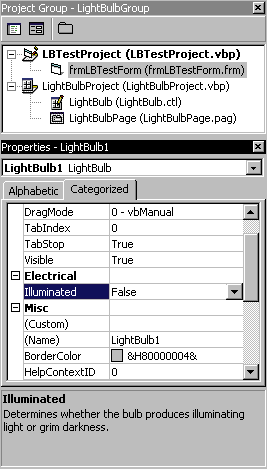 Project Group - LightBulbGroup
LBTestProject (LBTestProject.vbp)
frmLBTestForm (frmLBTestForm.frm)
LightBulbProject (LightBulbProject.vbp)
LightBulb (LightBulb.ctl)
LightBulbPage (LightBulbPage.pag)
Properties - LightBulb1
LightBulb1 LightBulb
Alphabetic Categorized
DragMode 0 - vbManual
TabIndex 0
TabStop True
Visible True
Electrical
Illuminated False
Misc
(Custom)
(Name) LightBulb1
BorderColor &H80000004&
HelpContextID 0
Illuminated
Determines whether the bulb produces illuminating
light or grim darkness.